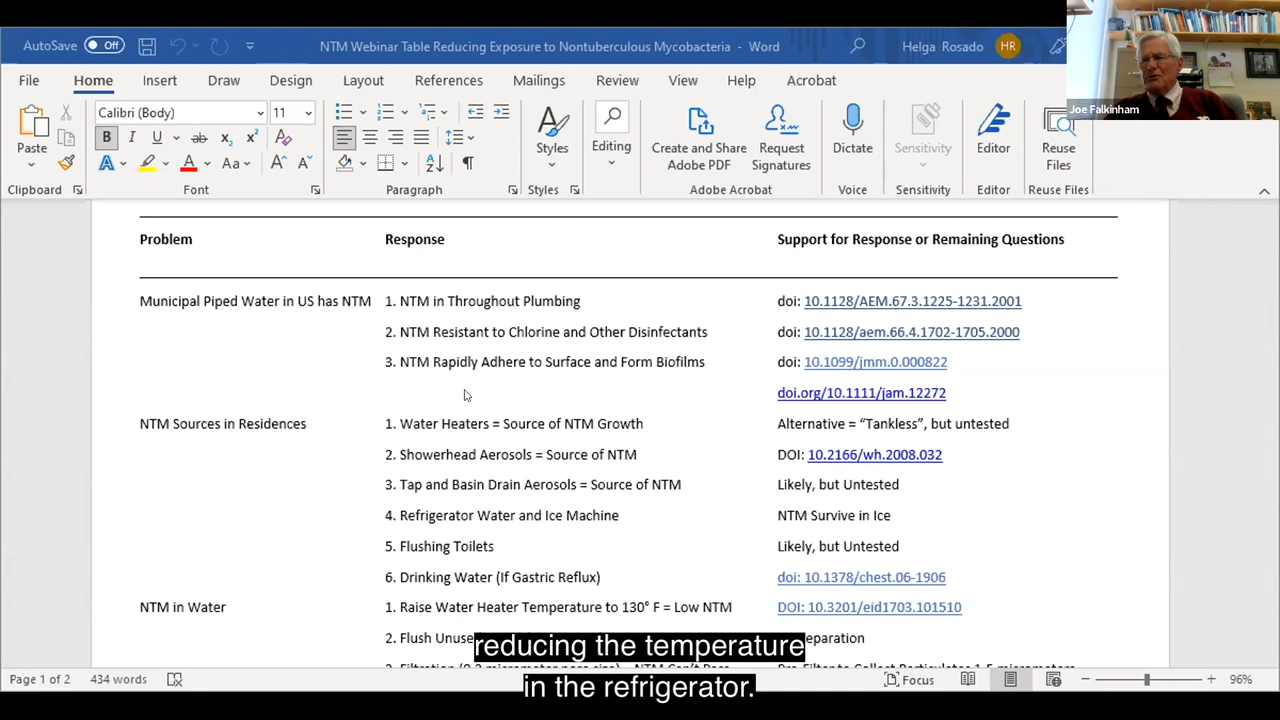 AutoSave Off NTM Webinar Table Reducing Exposure to Nontuberculous Mycobacteria - Word Helga Rosado HR
File Home Insert Draw Design Layout References Mailings Review View Help Acrobat
Joe Falkinham
Calibri (Body) 11
Paste Styles Editing Create and Share Adobe PDF Request Signatures Dictate Sensitivity Editor Reuse Files
Clipboard Font Paragraph Styles Adobe Acrobat Voice Sensitivity Editor Reuse Files
Problem Response Support for Response or Remaining Questions
Municipal Piped Water in US has NTM 1. NTM in Throughout Plumbing doi: 10.1128/AEM.67.3.1225-1231.2001
2. NTM Resistant to Chlorine and Other Disinfectants doi: 10.1128/aem.66.4.1702-1705.2000
3. NTM Rapidly Adhere to Surface and Form Biofilms doi: 10.1099/jmm.0.000822
doi.org/10.1111/jam.12272
NTM Sources in Residences 1. Water Heaters = Source of NTM Growth Alternative = “Tankless”, but untested
2. Showerhead Aerosols = Source of NTM DOI: 10.2166/wh.2008.032
3. Tap and Basin Drain Aerosols = Source of NTM Likely, but Untested
4. Refrigerator Water and Ice Machine NTM Survive in Ice
5. Flushing Toilets Likely, but Untested
6. Drinking Water (If Gastric Reflux) doi: 10.1378/chest.06-1906
NTM in Water 1. Raise Water Heater Temperature to 130° F = Low NTM DOI: 10.3201/eid1703.101510
2. Flush
reducing the temperature
in the refrigerator.
Page 1 of 2 434 words Focus 96%